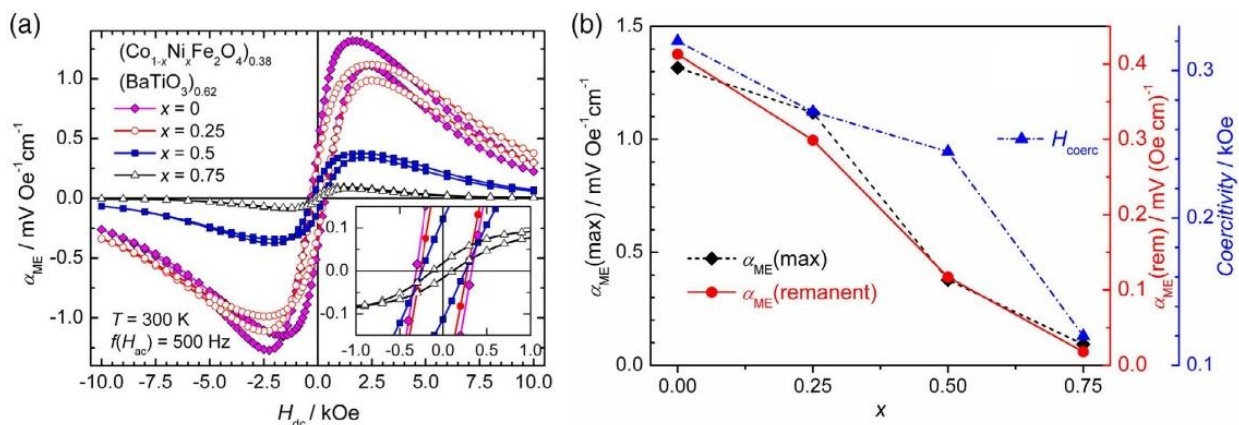 (a)
(Co1-xNixFe2O4)0.38
(BaTiO3)0.62
x = 0
x = 0.25
x = 0.5
x = 0.75
αME / mV Oe-1cm-1
1.0
0.5
0.0
-0.5
-1.0
T = 300 K
f(Hac) = 500 Hz
0.1
0.0
-0.1
-1.0 -0.5 0.0 0.5 1.0
-10.0 -7.5 -5.0 -2.5 0.0 2.5 5.0 7.5 10.0
Hdc / kOe
(b)
αME(max) / mV Oe-1 cm-1
1.5
1.0
0.5
0.0
Hcoerc
αME(max)
αME(remanent)
0.00 0.25 0.50 0.75
x
0.4
0.3
0.2
0.1
0.0
αME(rem) / mV (Oe cm)-1
0.3
0.2
0.1
Coercitivity / kOe